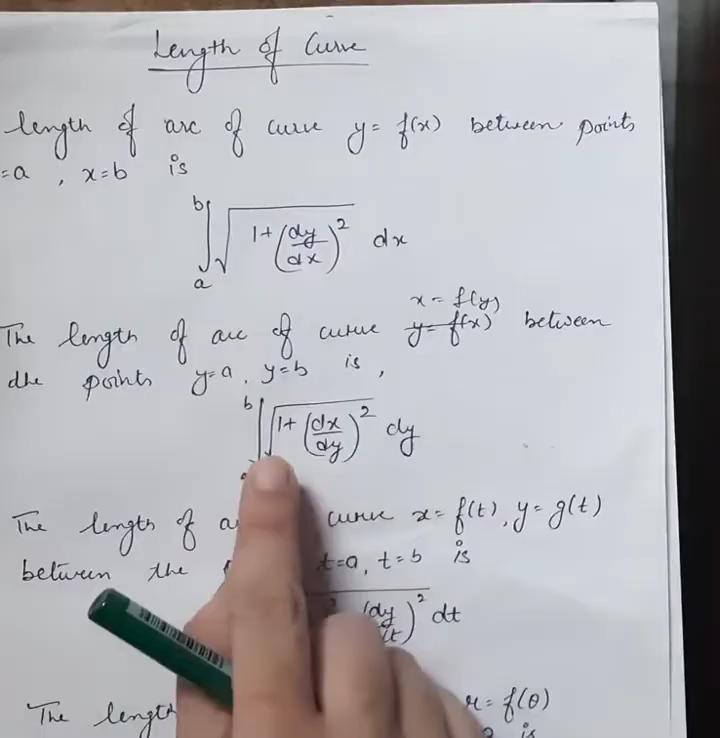 Length of Curve
length of arc of curve y = f(x) between points
=a , x=b is
b
∫ √(1+(dy/dx)²) dx
a
x = f(y)
The length of arc of curve y=f(x) between
the points y=a, y=b is,
b
∫ √(1+(dx/dy)²) dy
The length of a curve x = f(t), y = g(t)
between the t=a, t=b is
² (dy )² dt
The length r = f(θ)
is